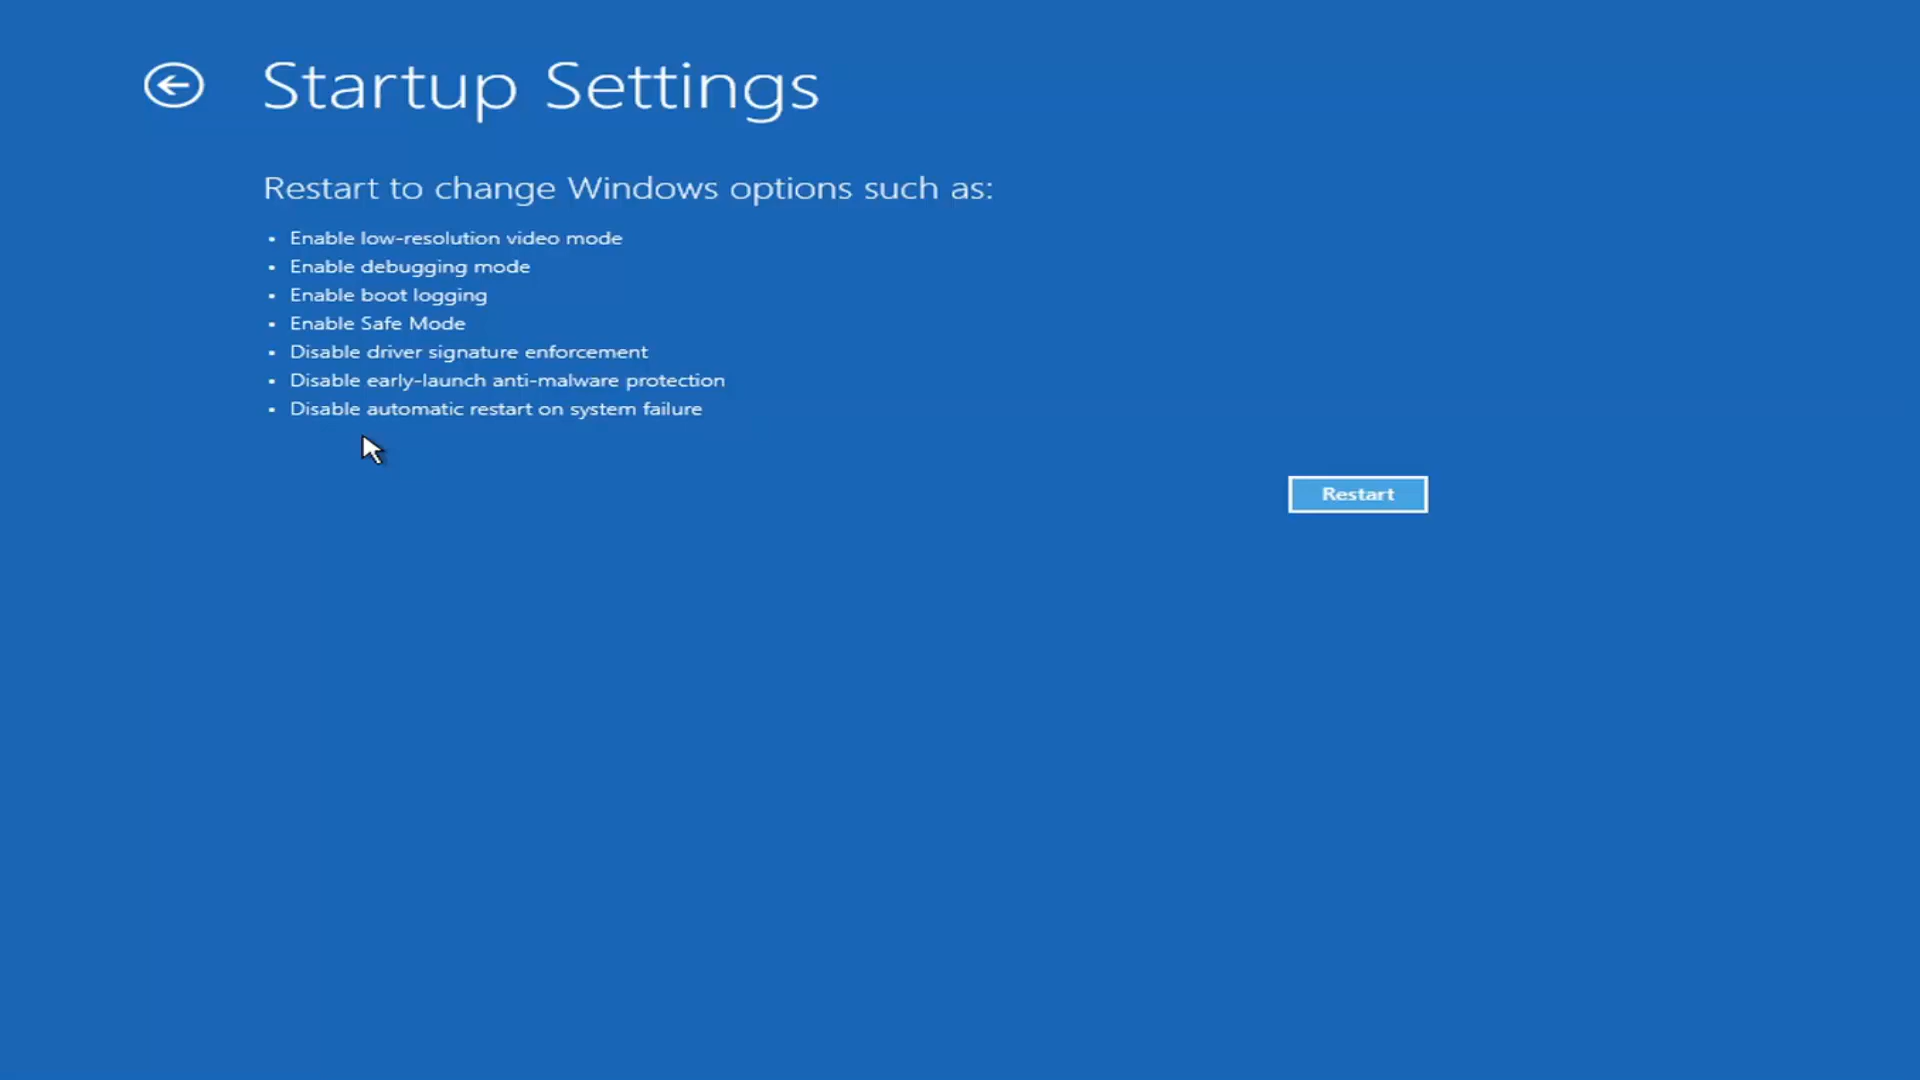 Startup Settings
Restart to change Windows options such as:
• Enable low-resolution video mode
• Enable debugging mode
• Enable boot logging
• Enable Safe Mode
• Disable driver signature enforcement
• Disable early-launch anti-malware protection
• Disable automatic restart on system failure
Restart